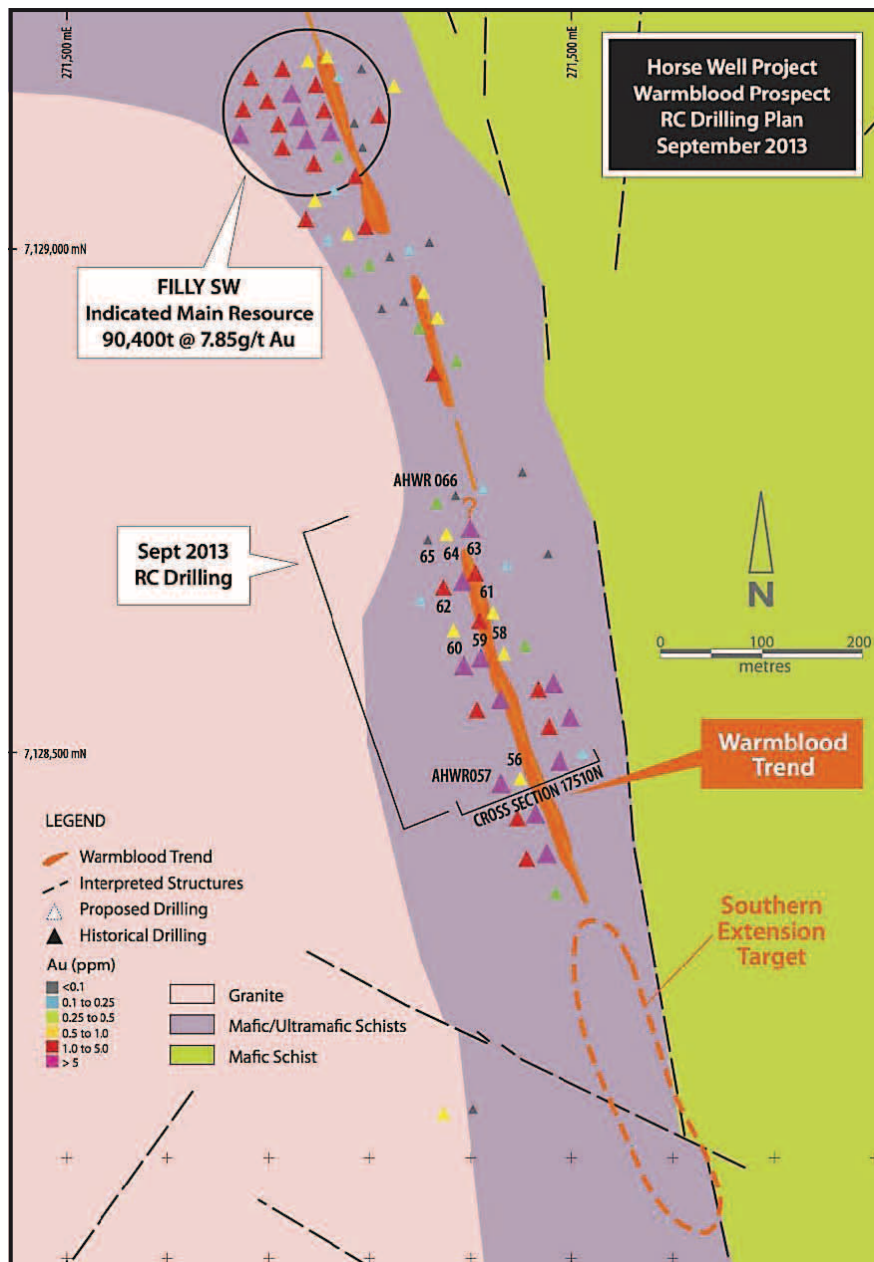 271,500 mE
271,500 mE
Horse Well Project
Warmblood Prospect
RC Drilling Plan
September 2013
7,129,000 mN
FILLY SW
Indicated Main Resource
90,400t @ 7.85g/t Au
AHWR 066
?
Sept 2013
RC Drilling
65
64
63
62
61
60
59
58
N
0 100 200
metres
7,128,500 mN
Warmblood
Trend
56
AHWR057
CROSS SECTION 17510N
LEGEND
Warmblood Trend
Interpreted Structures
Proposed Drilling
Historical Drilling
Au (ppm)
<0.1
0.1 to 0.25
0.25 to 0.5
0.5 to 1.0
1.0 to 5.0
> 5
Granite
Mafic/Ultramafic Schists
Mafic Schist
Southern
Extension
Target